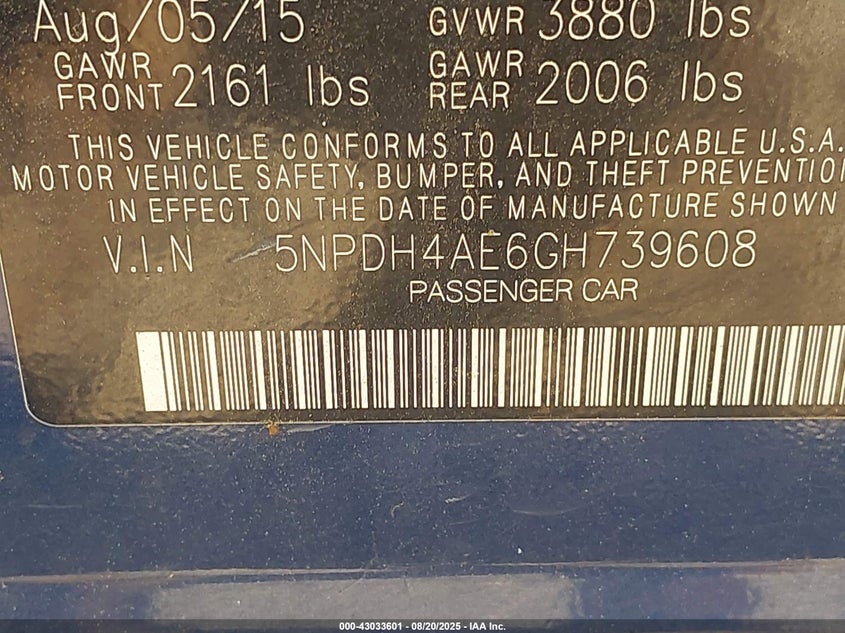 Aug/05/15 GVWR 3880 lbs
GAWR FRONT 2161 lbs GAWR REAR 2006 lbs
THIS VEHICLE CONFORMS TO ALL APPLICABLE U.S.A.
MOTOR VEHICLE SAFETY, BUMPER, AND THEFT PREVENTION
IN EFFECT ON THE DATE OF MANUFACTURE SHOWN
V.I.N 5NPDH4AE6GH739608
PASSENGER CAR
000-43033601 - 08/20/2025 - IAA Inc.